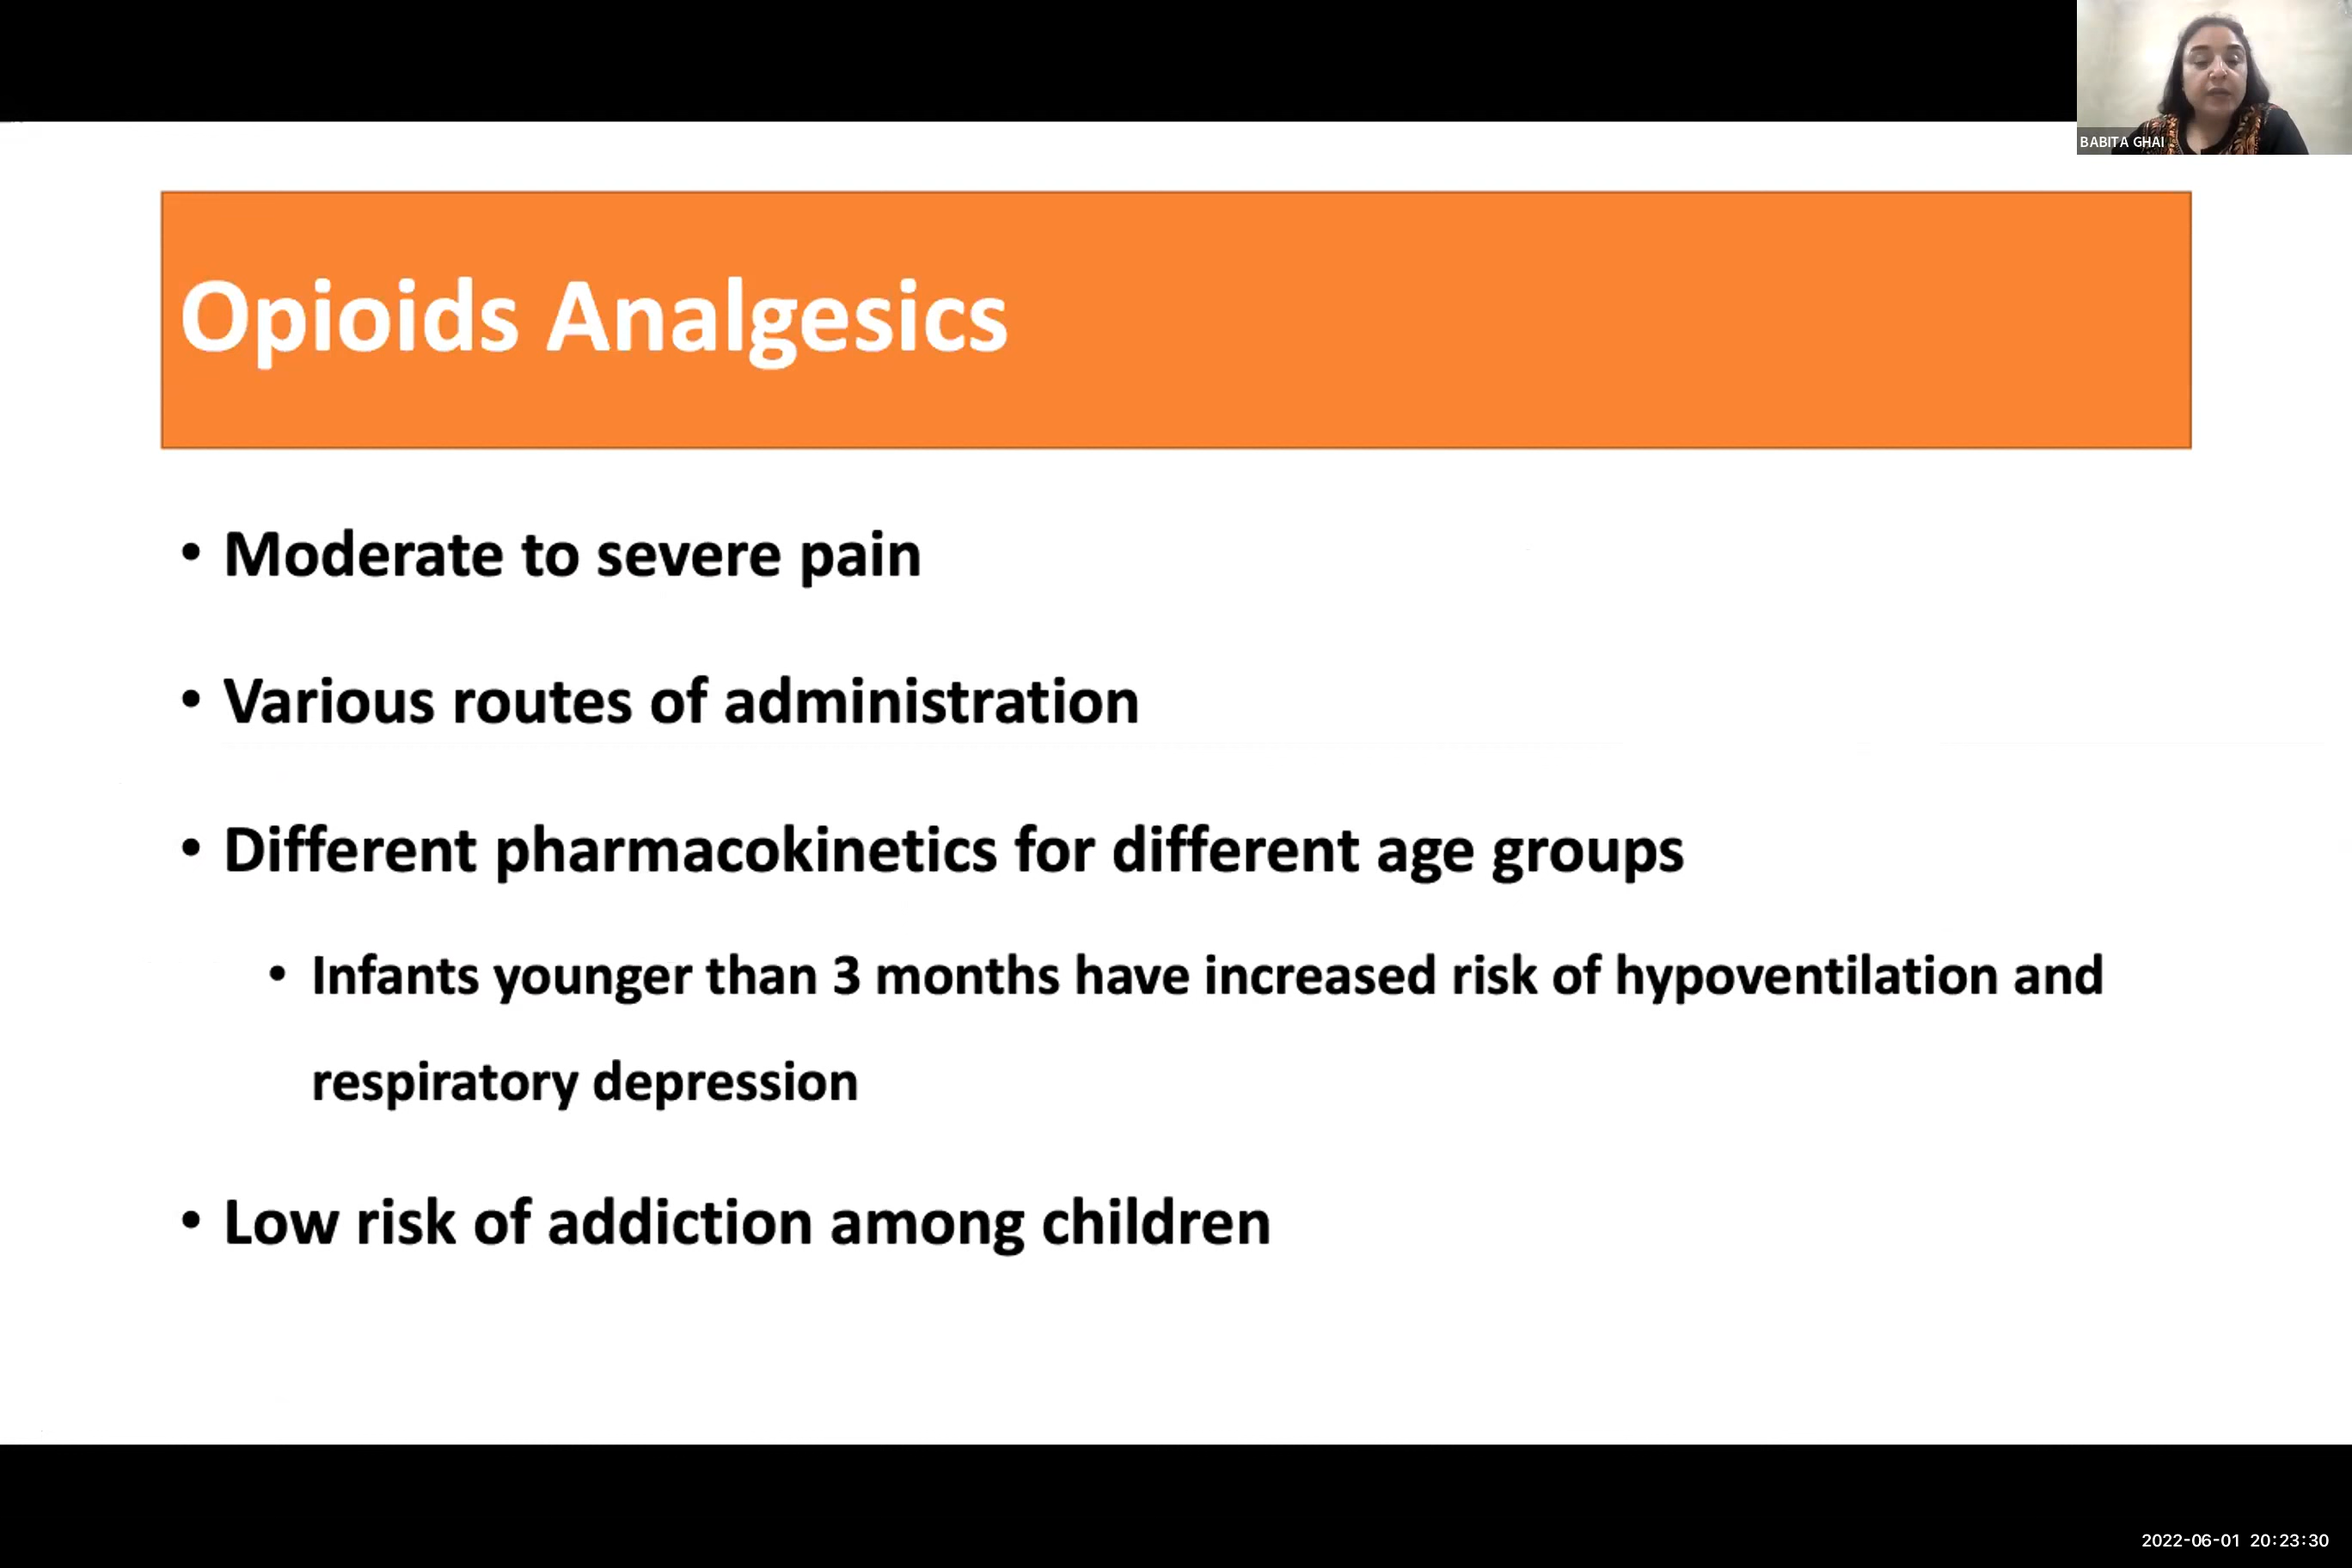 BABITA GHAI
Opioids Analgesics
• Moderate to severe pain
• Various routes of administration
• Different pharmacokinetics for different age groups
• Infants younger than 3 months have increased risk of hypoventilation and
respiratory depression
• Low risk of addiction among children
2022-06-01 20:23:30